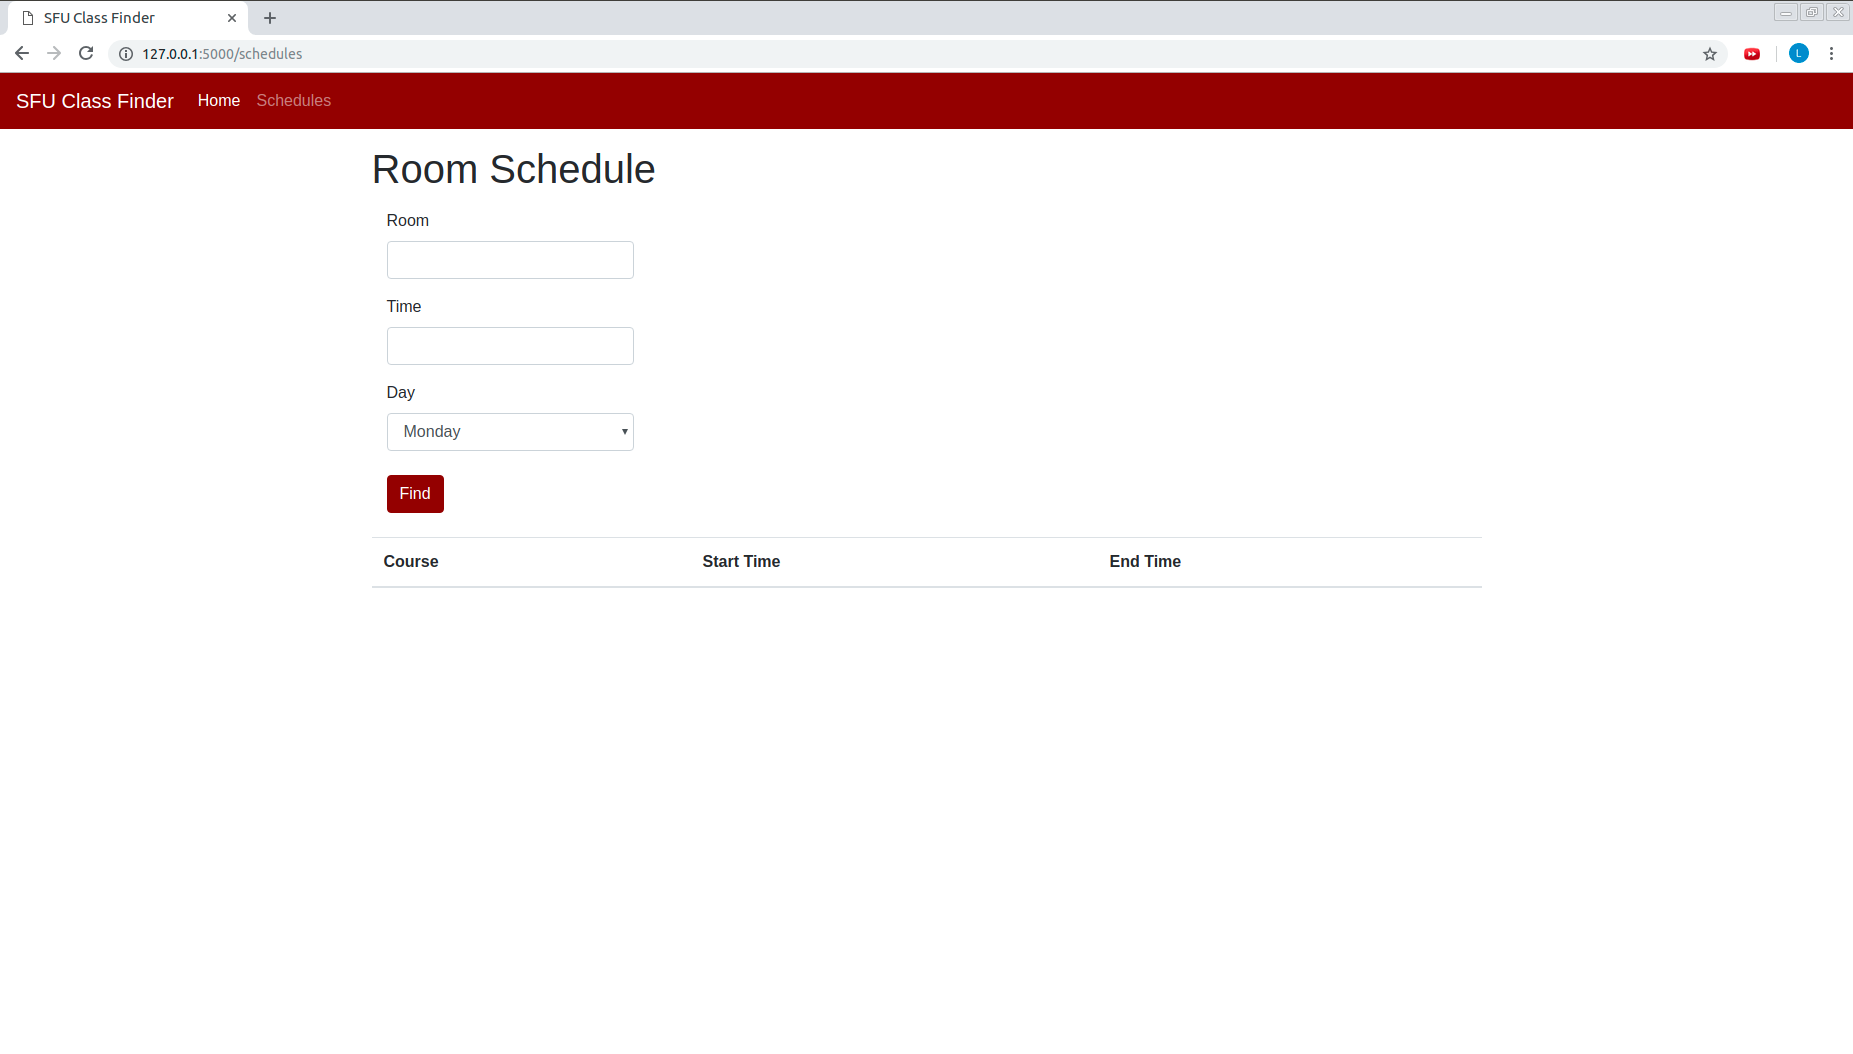 SFU Class Finder
127.0.0.1:5000/schedules
L
SFU Class Finder Home Schedules
Room Schedule
Room
Time
Day
Monday
Find
Course Start Time End Time